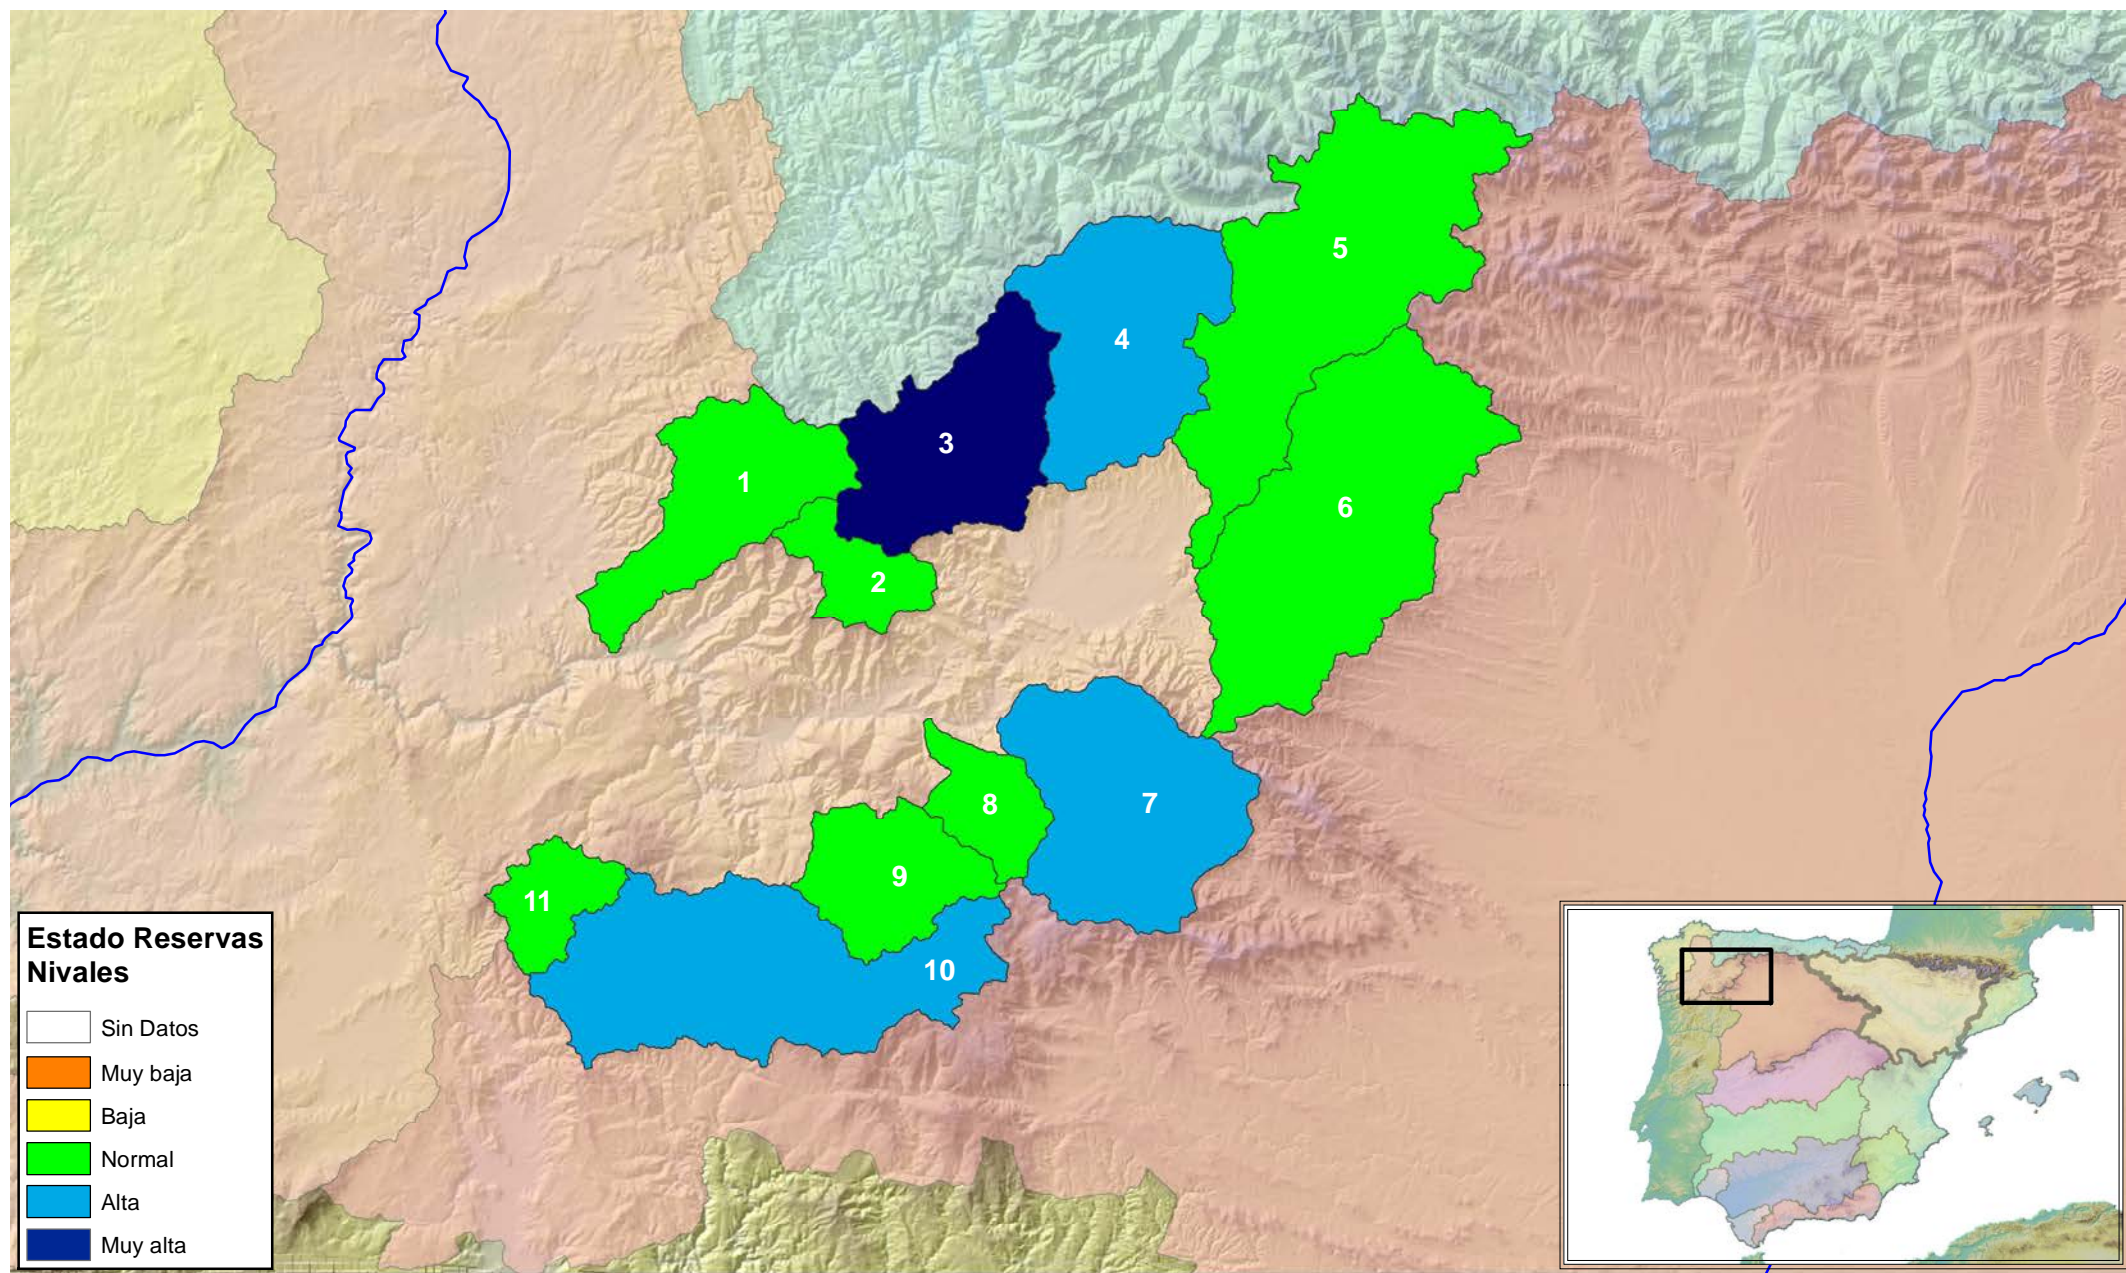 5
4
3
1
6
2
7
8
9
11
10
Estado Reservas
Nivales
Sin Datos
Muy baja
Baja
Normal
Alta
Muy alta